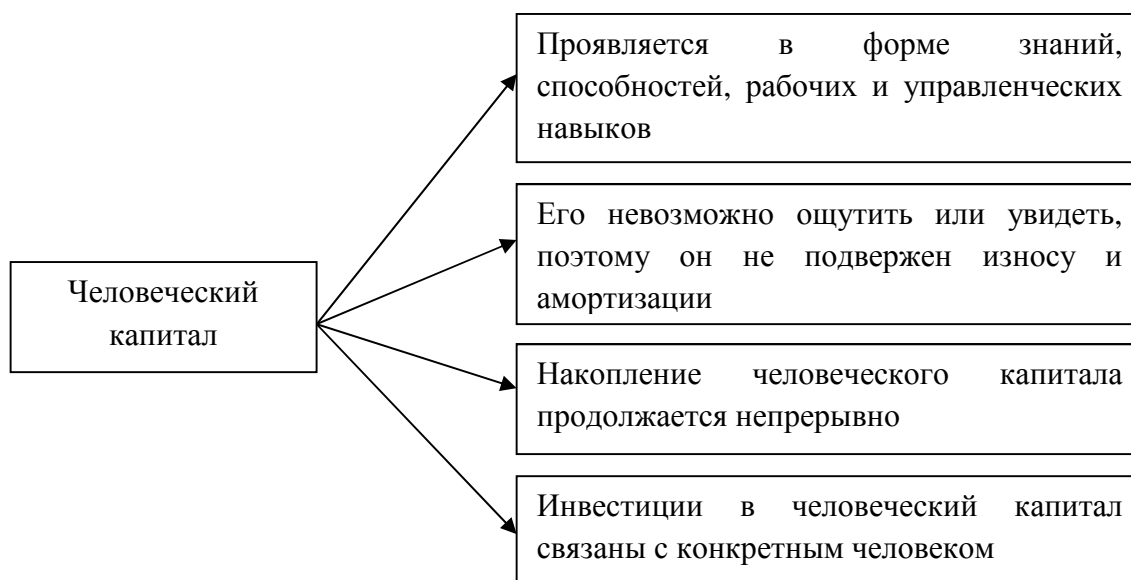 Проявляется в форме знаний,
способностей, рабочих и управленческих
навыков
Его невозможно ощутить или увидеть,
поэтому он не подвержен износу и
амортизации
Человеческий
капитал
Накопление человеческого капитала
продолжается непрерывно
Инвестиции в человеческий капитал
связаны с конкретным человеком